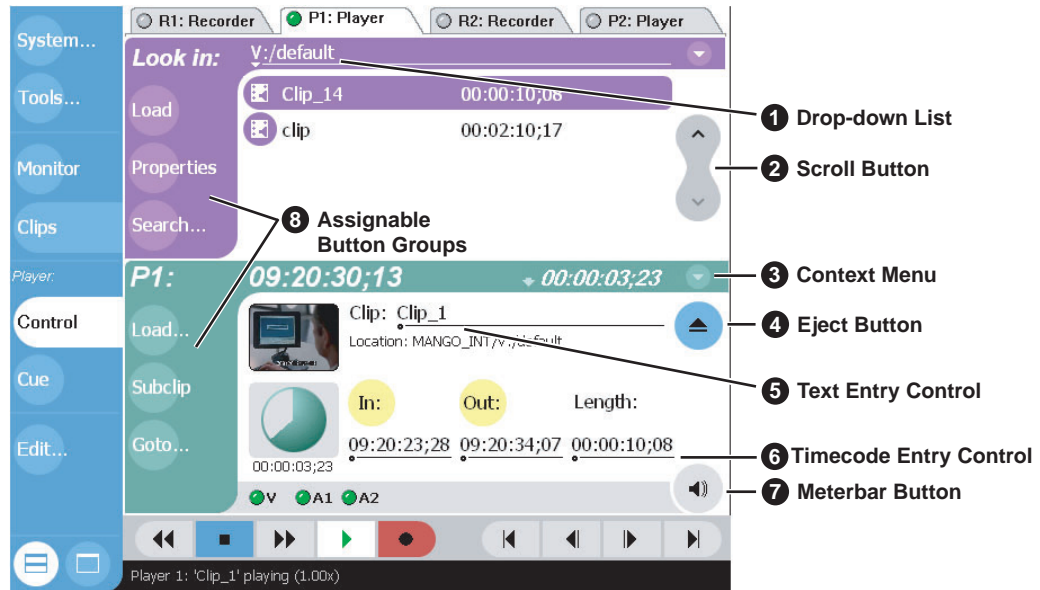 R1: Recorder P1: Player R2: Recorder P2: Player
System...
Tools...
Monitor
Clips
Player:
Control
Cue
Edit...
Look in: V:/default
Load
Properties
Search...
Clip_14 00:00:10;08
clip 00:02:10;17
P1: 09:20:30;13 00:00:03;23
Load...
Subclip
Goto...
Clip: Clip_1
Location: MANGO_INT/V:/default
In: Out: Length:
09:20:23;28 09:20:34;07 00:00:10;08
00:00:03;23
V A1 A2
Player 1: 'Clip_1' playing (1.00x)
1 Drop-down List
2 Scroll Button
8 Assignable
Button Groups
3 Context Menu
4 Eject Button
5 Text Entry Control
6 Timecode Entry Control
7 Meterbar Button